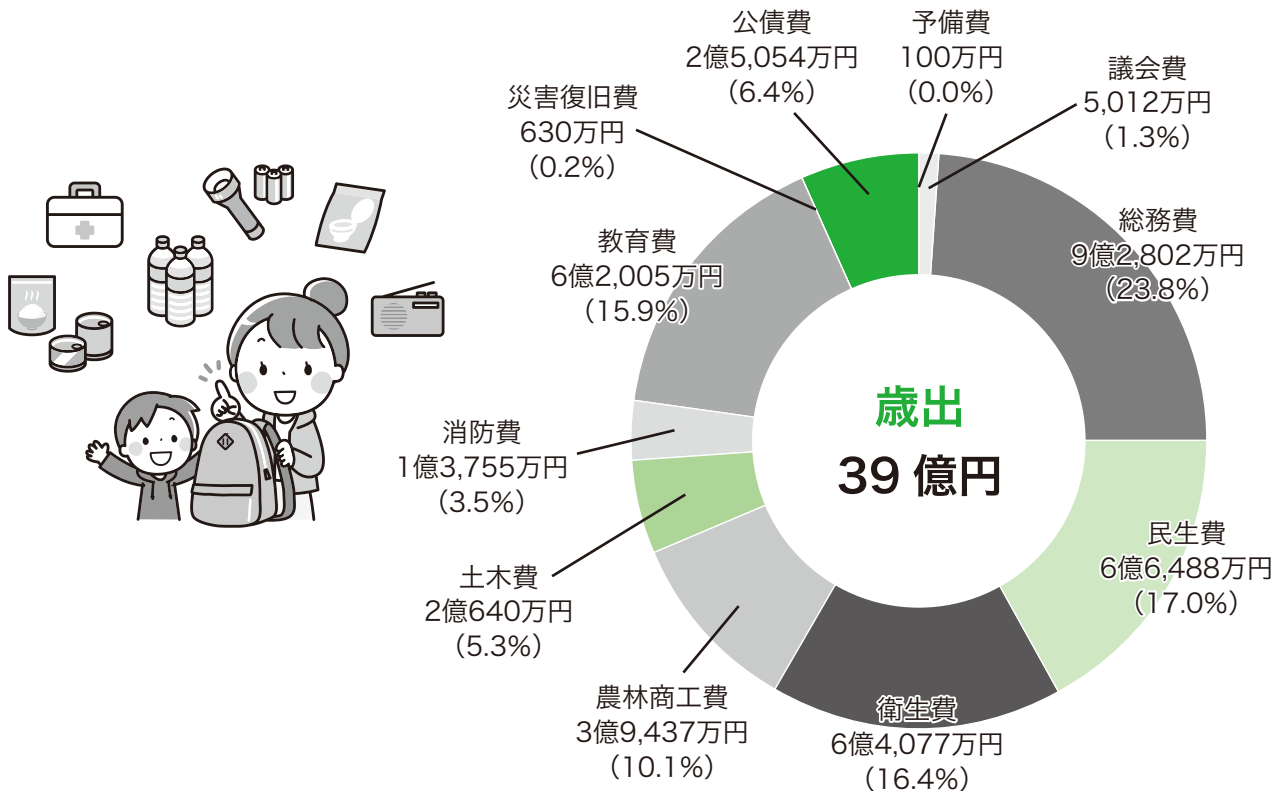 歳出
39 億円
予備費
100万円
（0.0%）
議会費
5,012万円
（1.3%）
総務費
9億2,802万円
（23.8%）
民生費
6億6,488万円
（17.0%）
衛生費
6億4,077万円
（16.4%）
農林商工費
3億9,437万円
（10.1%）
土木費
2億640万円
（5.3%）
消防費
1億3,755万円
（3.5%）
教育費
6億2,005万円
（15.9%）
災害復旧費
630万円
（0.2%）
公債費
2億5,054万円
（6.4%）